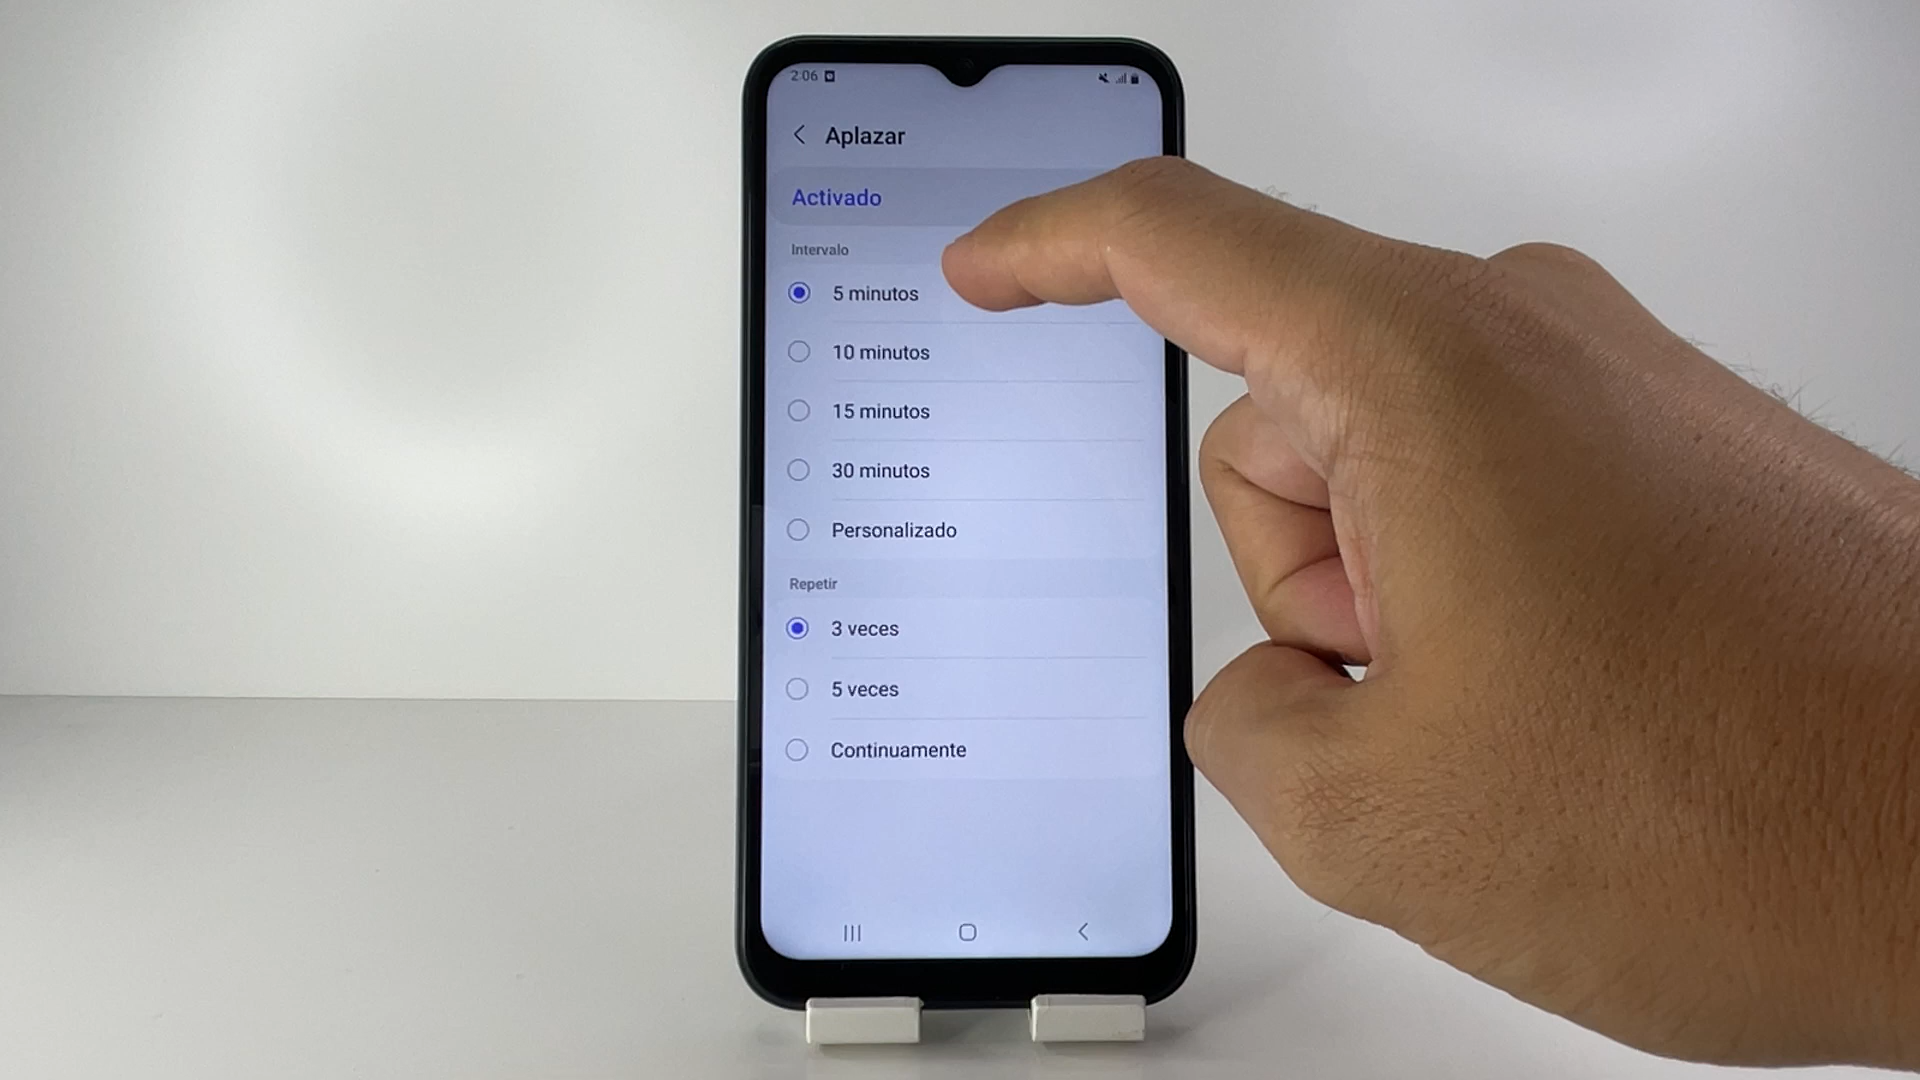 2:06
Aplazar
Activado
Intervalo
5 minutos
10 minutos
15 minutos
30 minutos
Personalizado
Repetir
3 veces
5 veces
Continuamente